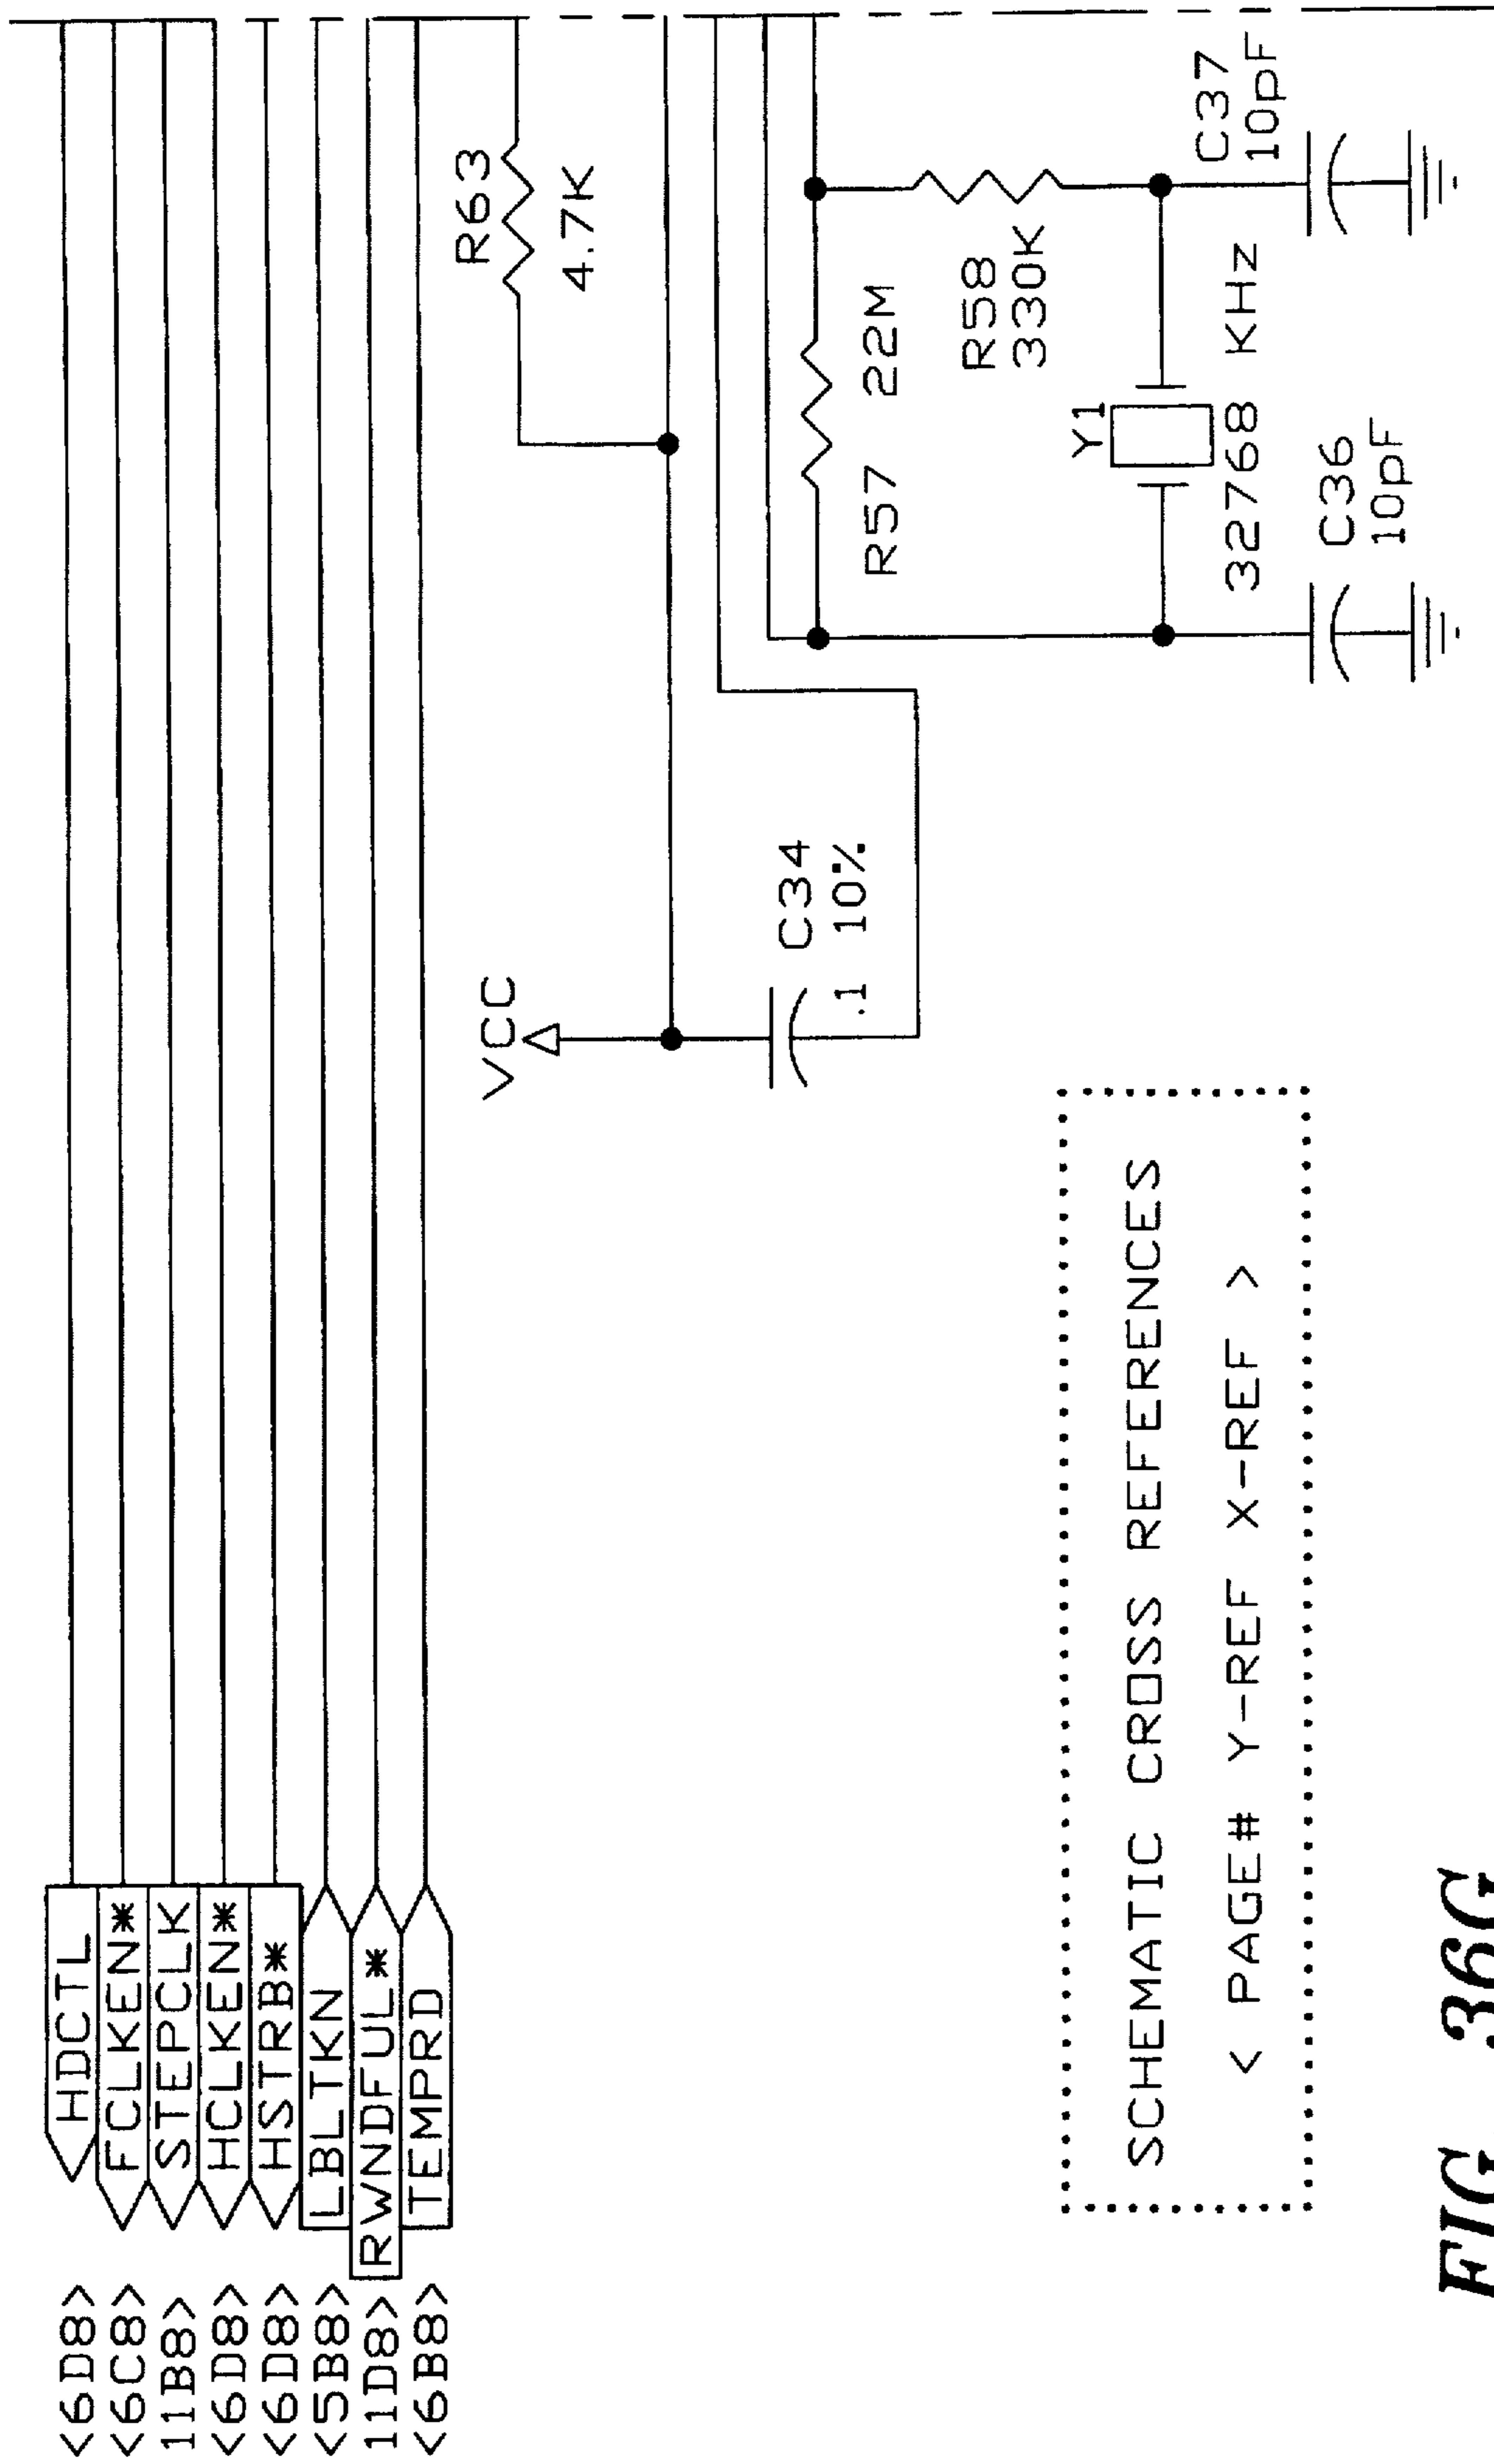 <6D8> HDCTL
<6C8> FCLKEN*
11B8> STEPCLK
<6D8> HCLKEN*
<6D8> HSTRB*
<5B8> LBLTKN
11D8> RWNDFUL*
<6B8> TEMPRD
R63
4.7K
VCC
C34
.1 10%
R57 22M
R58
330K
Y1
32768 KHz
C37
10pF
C36
10pF
SCHEMATIC CROSS REFERENCES
< PAGE# Y-REF X-REF >
FIG. 36G